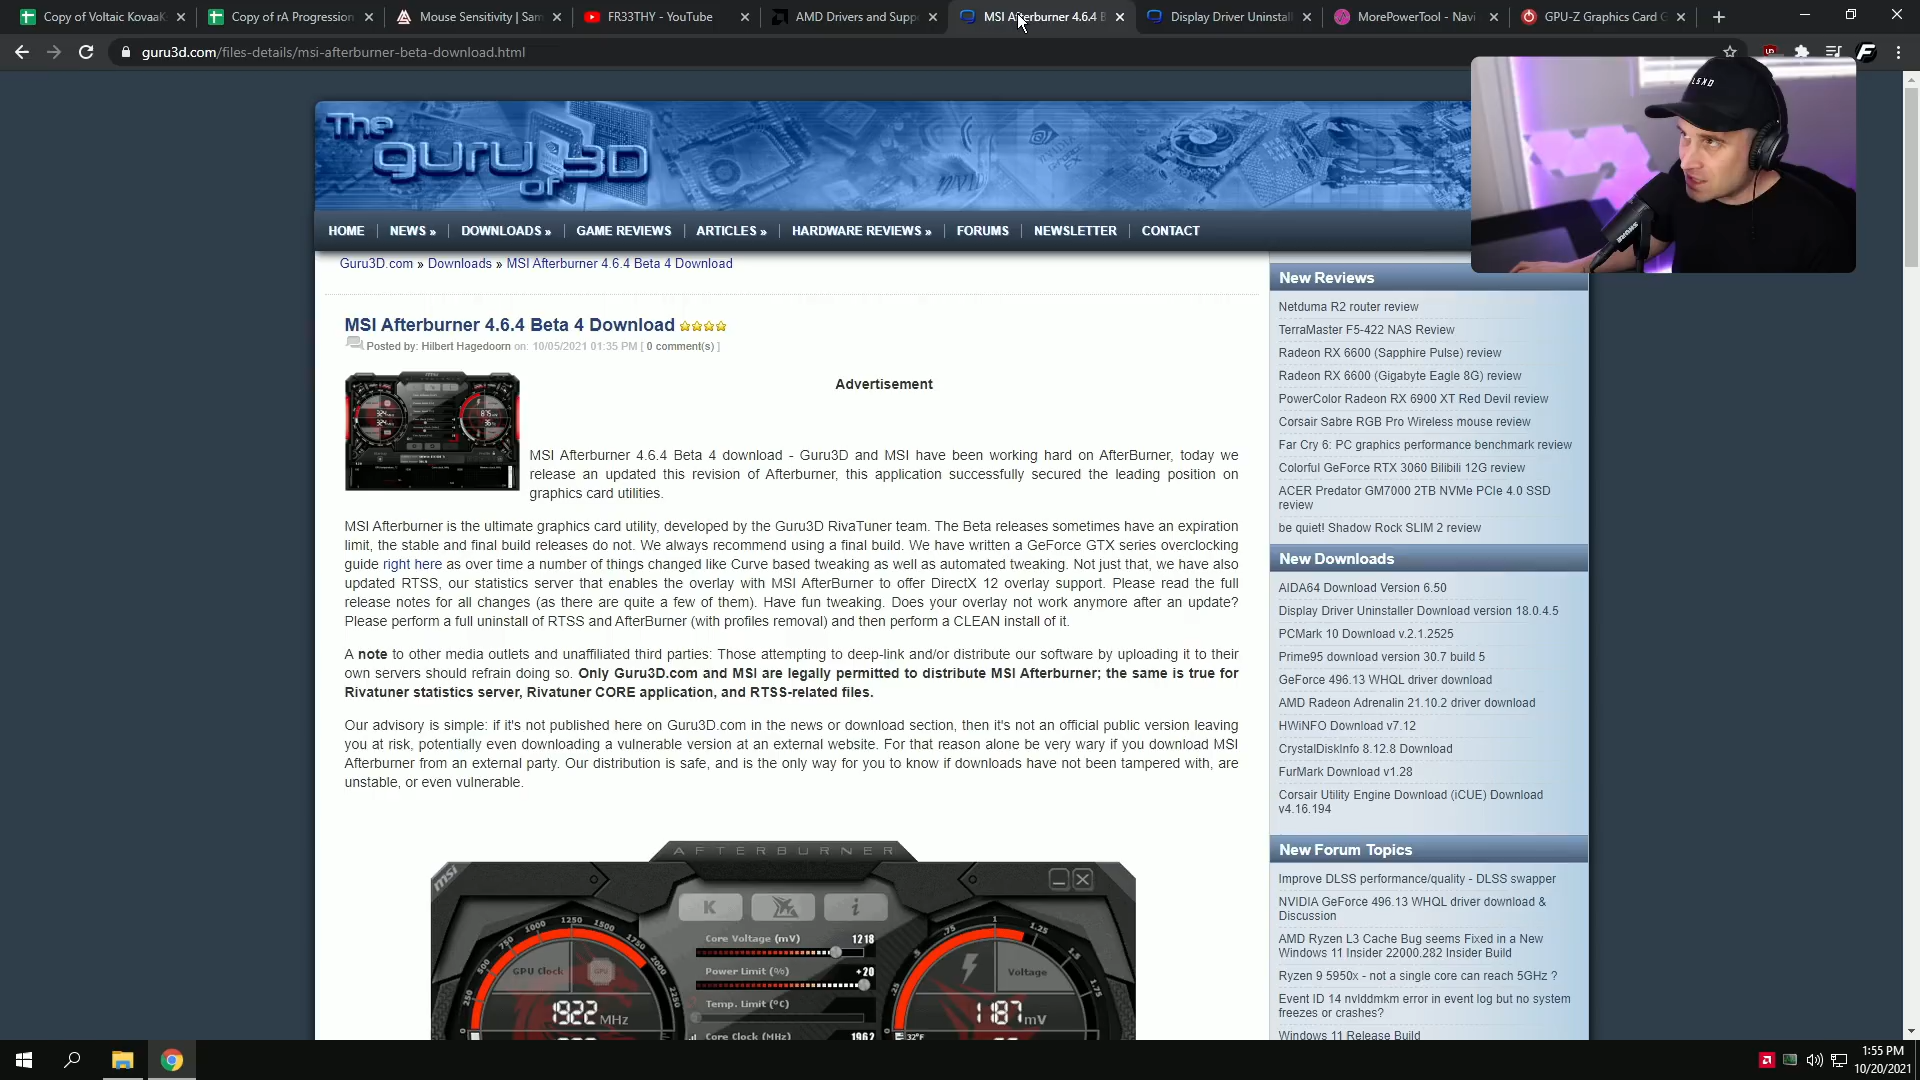 Copy of Voltaic Kovaak
Copy of rA Progression
Mouse Sensitivity | Sam
FR33THY - YouTube
AMD Drivers and Suppo
MSI Afterburner 4.6.4 B
Display Driver Uninstall
MorePowerTool - Navi
GPU-Z Graphics Card G
guru3d.com/files-details/msi-afterburner-beta-download.html
The
guru
of
3D
HOME
NEWS »
DOWNLOADS »
GAME REVIEWS
ARTICLES »
HARDWARE REVIEWS »
FORUMS
NEWSLETTER
CONTACT
Guru3D.com » Downloads » MSI Afterburner 4.6.4 Beta 4 Download
MSI Afterburner 4.6.4 Beta 4 Download
Posted by: Hilbert Hagedoorn on: 10/05/2021 01:35 PM [ 0 comment(s) ]
Advertisement
MSI Afterburner 4.6.4 Beta 4 download - Guru3D and MSI have been working hard on AfterBurner, today we
release an updated this revision of Afterburner, this application successfully secured the leading position on
graphics card utilities.
MSI Afterburner is the ultimate graphics card utility, developed by the Guru3D RivaTuner team. The Beta releases sometimes have an expiration
limit, the stable and final build releases do not. We always recommend using a final build. We have written a GeForce GTX series overclocking
guide right here as over time a number of things changed like Curve based tweaking as well as automated tweaking. Not just that, we have also
updated RTSS, our statistics server that enables the overlay with MSI AfterBurner to offer DirectX 12 overlay support. Please read the full
release notes for all changes (as there are quite a few of them). Have fun tweaking. Does your overlay not work anymore after an update?
Please perform a full uninstall of RTSS and AfterBurner (with profiles removal) and then perform a CLEAN install of it.
A note to other media outlets and unaffiliated third parties: Those attempting to deep-link and/or distribute our software by uploading it to their
own servers should refrain doing so. Only Guru3D.com and MSI are legally permitted to distribute MSI Afterburner; the same is true for
Rivatuner statistics server, Rivatuner CORE application, and RTSS-related files.
Our advisory is simple: if it's not published here on Guru3D.com in the news or download section, then it's not an official public version leaving
you at risk, potentially even downloading a vulnerable version at an external website. For that reason alone be very wary if you download MSI
Afterburner from an external party. Our distribution is safe, and is the only way for you to know if downloads have not been tampered with, are
unstable, or even vulnerable.
AFTERBURNER
msi
K
i
Core Voltage (mV) 1218
Power Limit (%) +20
Temp. Limit (°C)
Core Clock (MHz) 1962
250
500
750
1000
1250
1500
1750
2000
2250
GPU Clock
GPU
1922 MHz
0
.25
.5
.75
1
1.25
1.5
1.75
Voltage
1187 mV
32°F
New Reviews
Netduma R2 router review
TerraMaster F5-422 NAS Review
Radeon RX 6600 (Sapphire Pulse) review
Radeon RX 6600 (Gigabyte Eagle 8G) review
PowerColor Radeon RX 6900 XT Red Devil review
Corsair Sabre RGB Pro Wireless mouse review
Far Cry 6: PC graphics performance benchmark review
Colorful GeForce RTX 3060 Bilibili 12G review
ACER Predator GM7000 2TB NVMe PCIe 4.0 SSD
review
be quiet! Shadow Rock SLIM 2 review
New Downloads
AIDA64 Download Version 6.50
Display Driver Uninstaller Download version 18.0.4.5
PCMark 10 Download v.2.1.2525
Prime95 download version 30.7 build 5
GeForce 496.13 WHQL driver download
AMD Radeon Adrenalin 21.10.2 driver download
HWiNFO Download v7.12
CrystalDiskInfo 8.12.8 Download
FurMark Download v1.28
Corsair Utility Engine Download (iCUE) Download
v4.16.194
New Forum Topics
Improve DLSS performance/quality - DLSS swapper
NVIDIA GeForce 496.13 WHQL driver download &
Discussion
AMD Ryzen L3 Cache Bug seems Fixed in a New
Windows 11 Insider 22000.282 Insider Build
Ryzen 9 5950x - not a single core can reach 5GHz ?
Event ID 14 nvlddmkm error in event log but no system
freezes or crashes?
Windows 11 Release Build
1:55 PM
10/20/2021